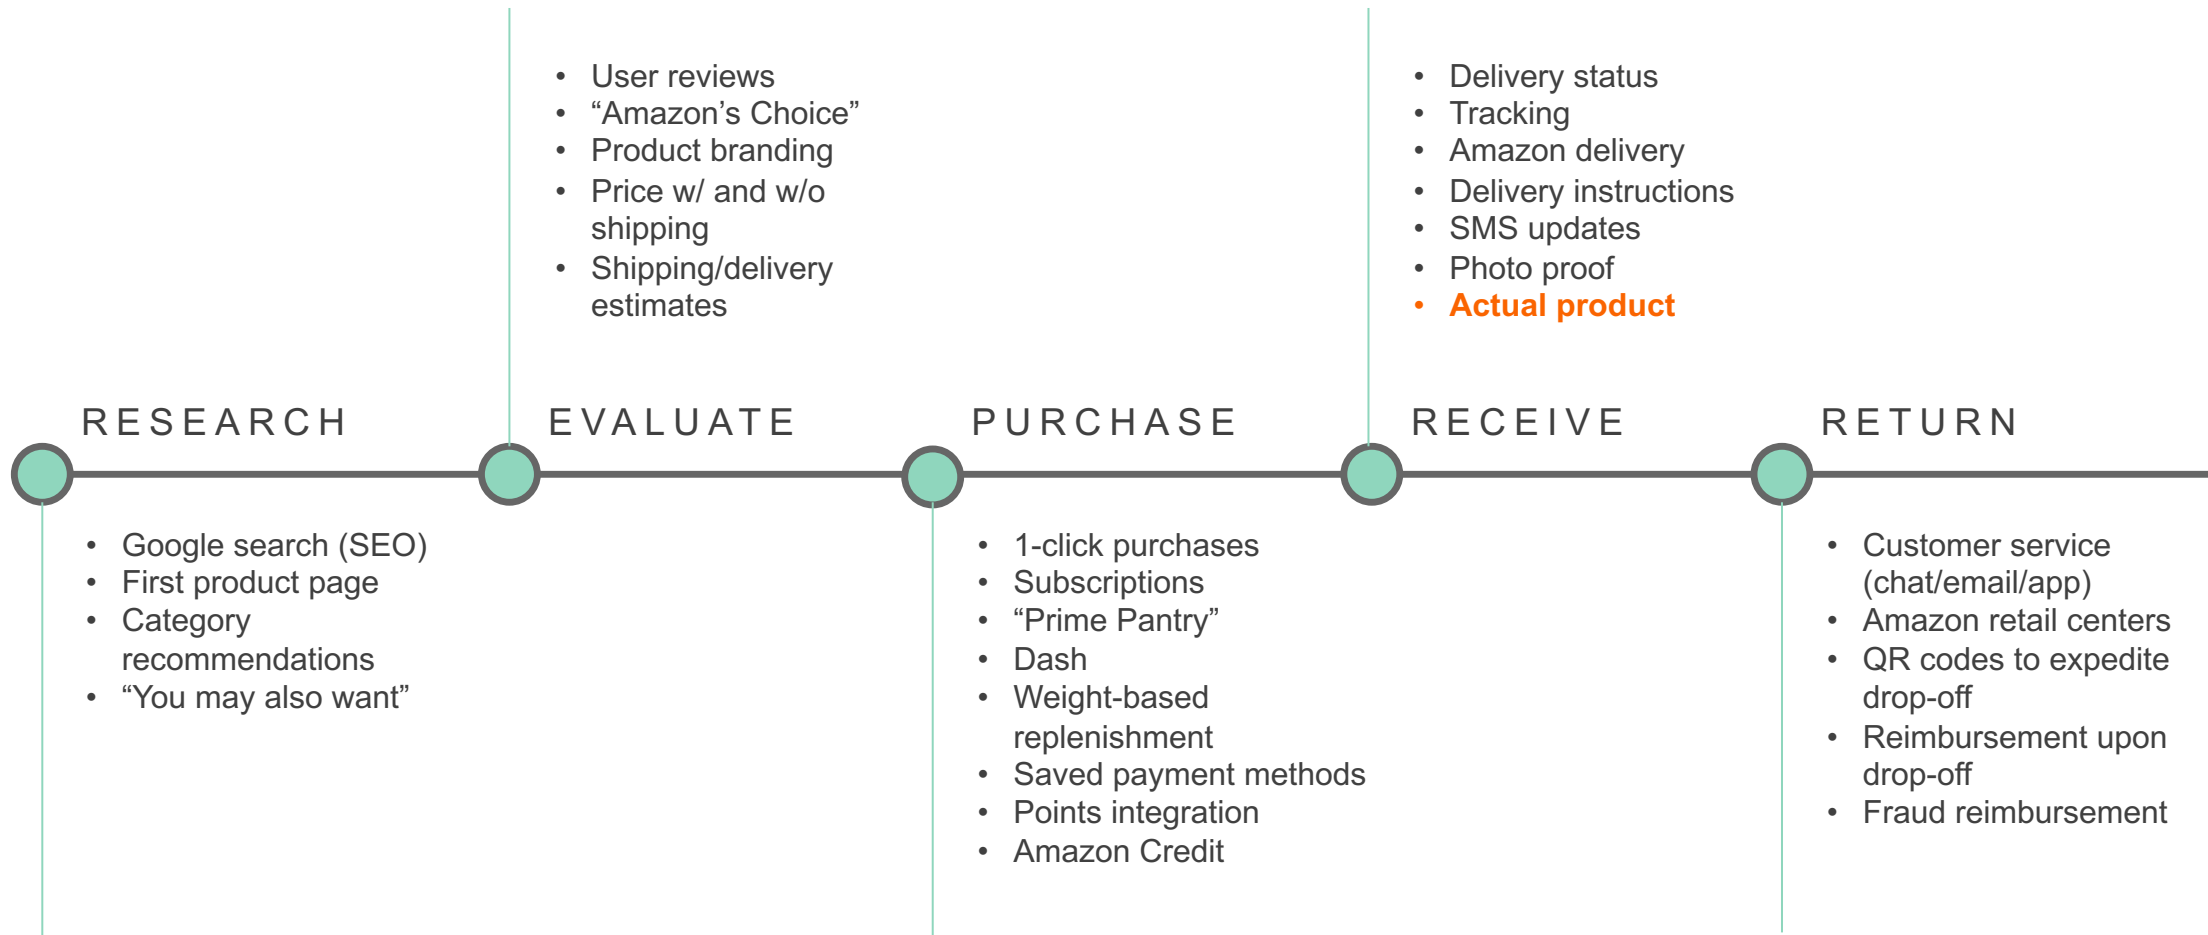 RESEARCH
• Google search (SEO)
• First product page
• Category
recommendations
• “You may also want”
EVALUATE
• User reviews
• “Amazon’s Choice”
• Product branding
• Price w/ and w/o
shipping
• Shipping/delivery
estimates
PURCHASE
• 1-click purchases
• Subscriptions
• “Prime Pantry”
• Dash
• Weight-based
replenishment
• Saved payment methods
• Points integration
• Amazon Credit
RECEIVE
• Delivery status
• Tracking
• Amazon delivery
• Delivery instructions
• SMS updates
• Photo proof
• Actual product
RETURN
• Customer service
(chat/email/app)
• Amazon retail centers
• QR codes to expedite
drop-off
• Reimbursement upon
drop-off
• Fraud reimbursement